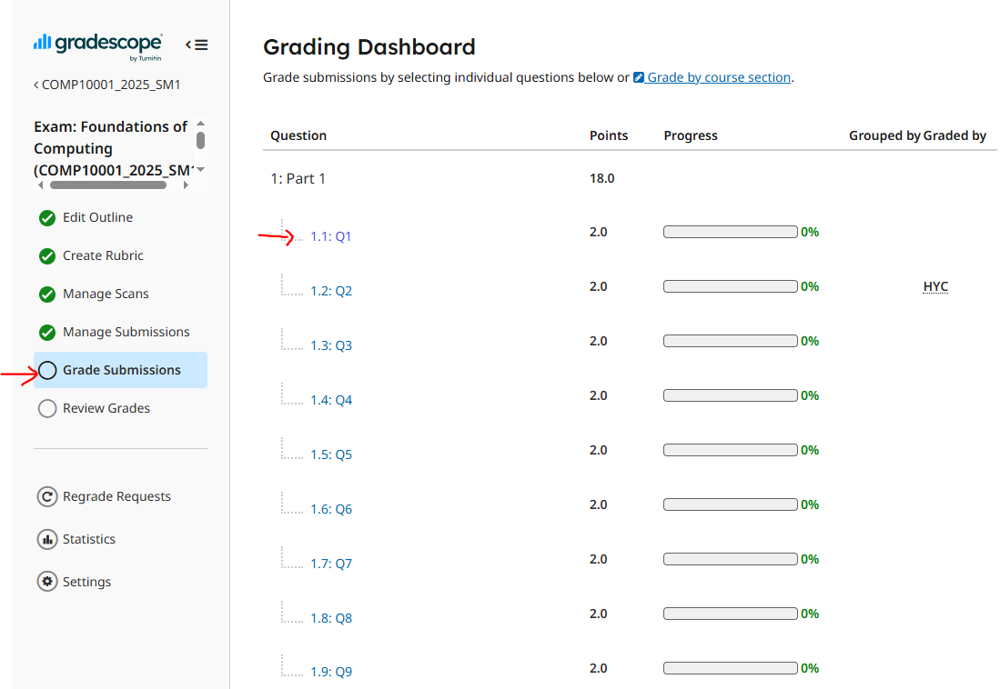 gradescope
by Turnitin
COMP10001_2025_SM1
Exam: Foundations of
Computing
(COMP10001_2025_SM1
Edit Outline
Create Rubric
Manage Scans
Manage Submissions
Grade Submissions
Review Grades
Regrade Requests
Statistics
Settings
Grading Dashboard
Grade submissions by selecting individual questions below or Grade by course section.
Question Points Progress Grouped by Graded by
1: Part 1 18.0
1.1: Q1 2.0 0%
1.2: Q2 2.0 0% HYC
1.3: Q3 2.0 0%
1.4: Q4 2.0 0%
1.5: Q5 2.0 0%
1.6: Q6 2.0 0%
1.7: Q7 2.0 0%
1.8: Q8 2.0 0%
1.9: Q9 2.0 0%